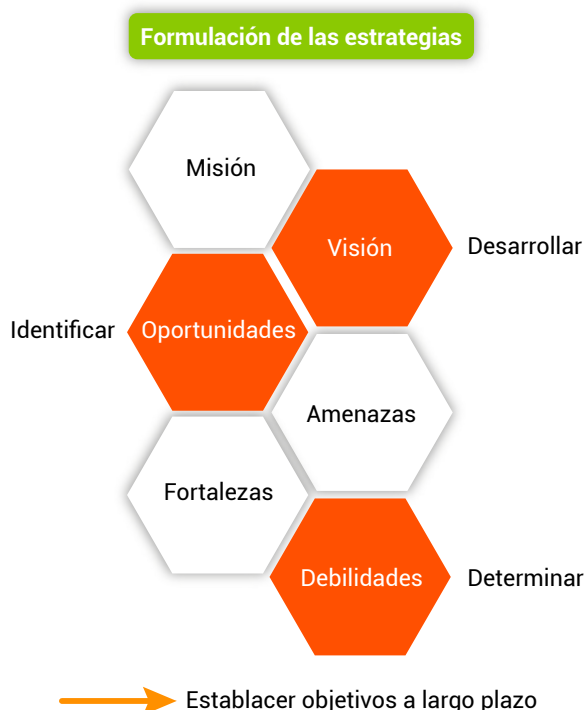 Formulación de las estrategias
Misión
Visión
Desarrollar
Identificar
Oportunidades
Amenazas
Fortalezas
Debilidades
Determinar
Establacer objetivos a largo plazo